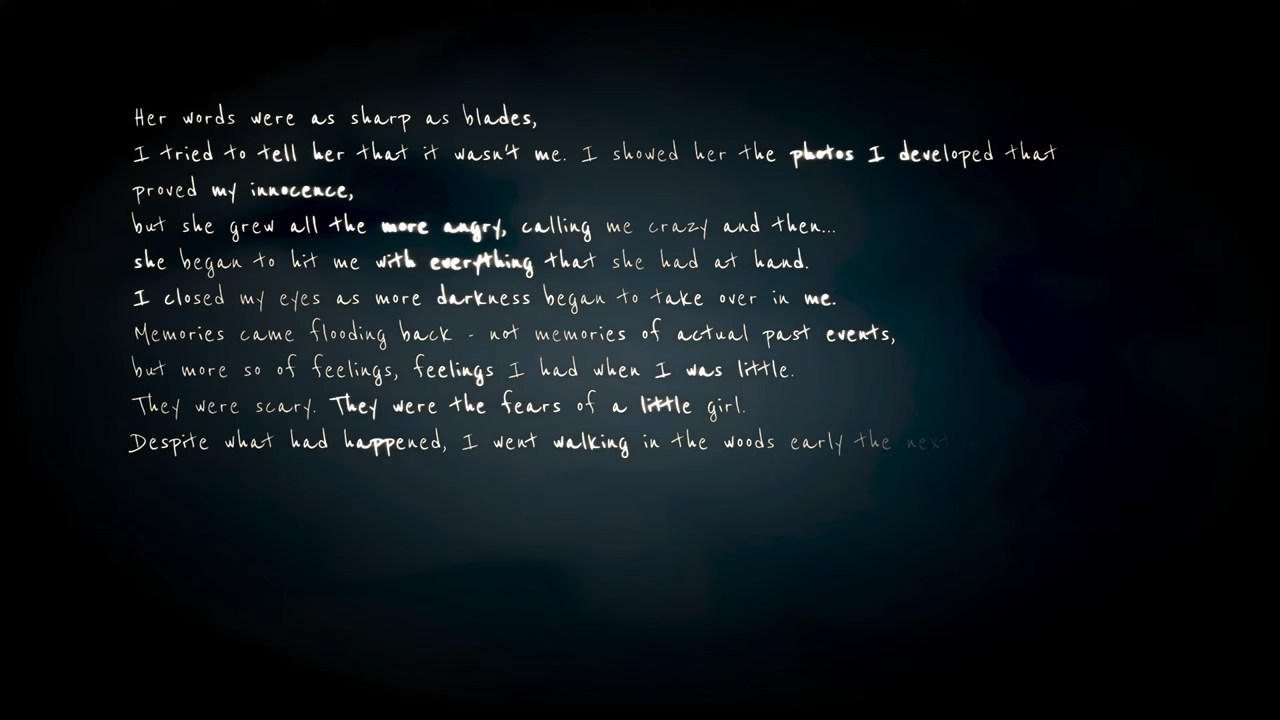 Her words were as sharp as blades,
I tried to tell her that it wasn't me. I showed her the photos I developed that
proved my innocence,
but she grew all the more angry, calling me crazy and then...
she began to hit me with everything that she had at hand.
I closed my eyes as more darkness began to take over in me.
Memories came flooding back - not memories of actual past events,
but more so of feelings, feelings I had when I was little.
They were scary. They were the fears of a little girl.
Despite what had happened, I went walking in the woods early the next